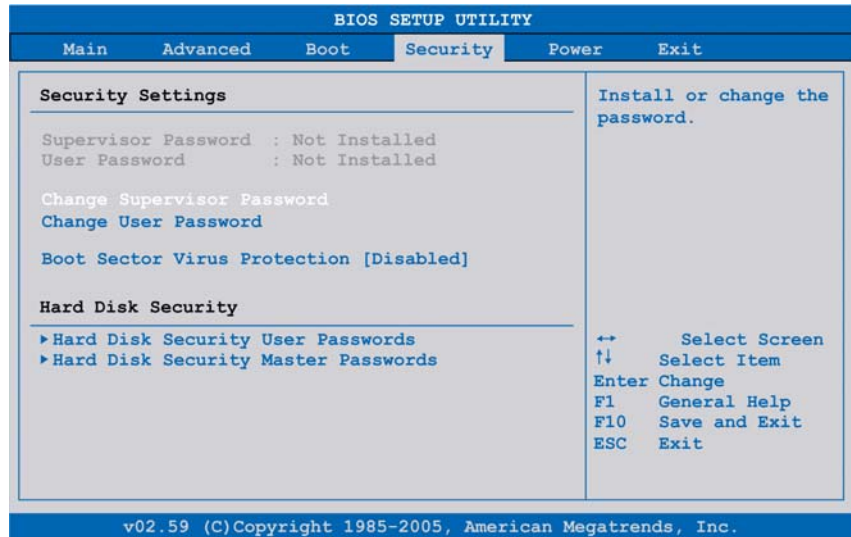 BIOS SETUP UTILITY
Main Advanced Boot Security Power Exit
Security Settings
Supervisor Password : Not Installed
User Password : Not Installed
Change Supervisor Password
Change User Password
Boot Sector Virus Protection [Disabled]
Hard Disk Security
▶Hard Disk Security User Passwords
▶Hard Disk Security Master Passwords
Install or change the
password.
↔ Select Screen
↑↓ Select Item
Enter Change
F1 General Help
F10 Save and Exit
ESC Exit
v02.59 (C)Copyright 1985-2005, American Megatrends, Inc.